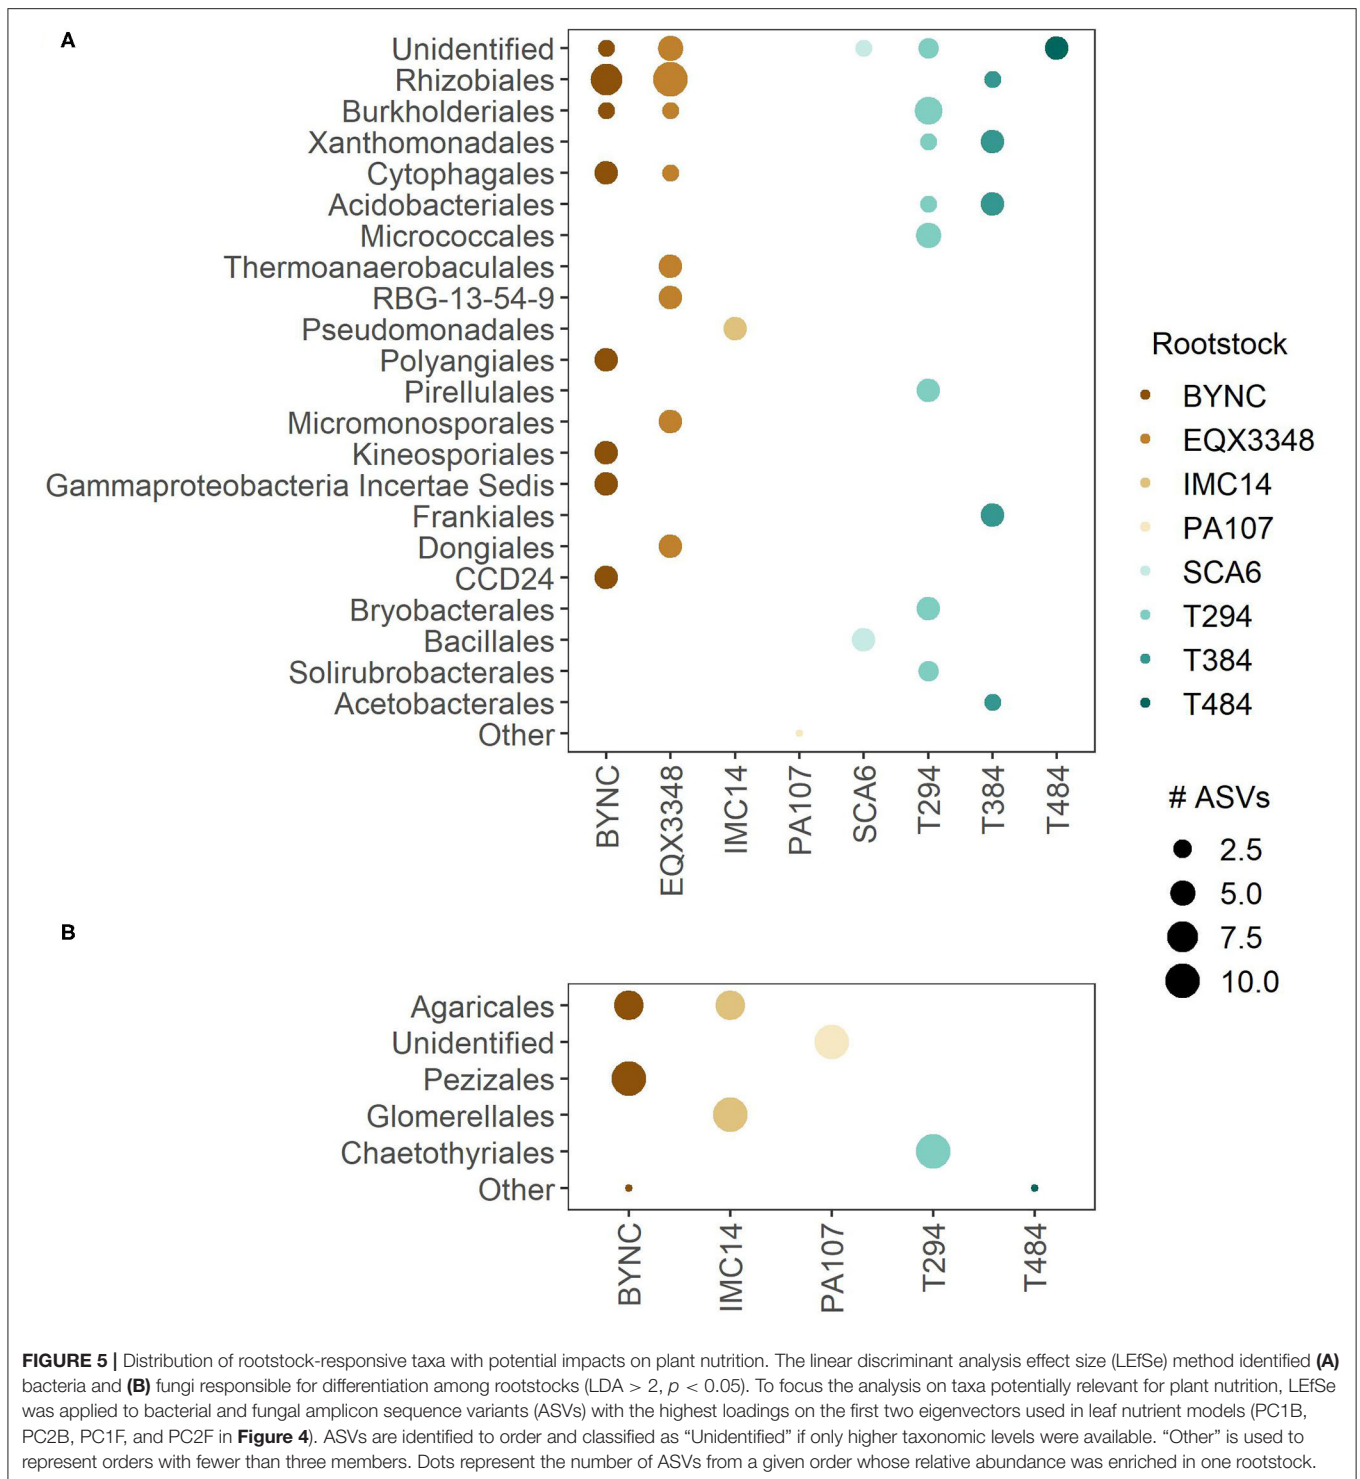 A
Unidentified
Rhizobiales
Burkholderiales
Xanthomonadales
Cytophagales
Acidobacteriales
Micrococcales
Thermoanaerobaculales
RBG-13-54-9
Pseudomonadales
Polyangiales
Pirellulales
Micromonosporales
Kineosporiales
Gammaproteobacteria Incertae Sedis
Frankiales
Dongiales
CCD24
Bryobacterales
Bacillales
Solirubrobacterales
Acetobacterales
Other
BYNC
EQX3348
IMC14
PA107
SCA6
T294
T384
T484
Rootstock
BYNC
EQX3348
IMC14
PA107
SCA6
T294
T384
T484
# ASVs
2.5
5.0
7.5
10.0
B
Agaricales
Unidentified
Pezizales
Glomerellales
Chaetothyriales
Other
BYNC
IMC14
PA107
T294
T484
FIGURE 5 | Distribution of rootstock-responsive taxa with potential impacts on plant nutrition. The linear discriminant analysis effect size (LEfSe) method identified (A)
bacteria and (B) fungi responsible for differentiation among rootstocks (LDA > 2, p < 0.05). To focus the analysis on taxa potentially relevant for plant nutrition, LEfSe
was applied to bacterial and fungal amplicon sequence variants (ASVs) with the highest loadings on the first two eigenvectors used in leaf nutrient models (PC1B,
PC2B, PC1F, and PC2F in Figure 4). ASVs are identified to order and classified as “Unidentified” if only higher taxonomic levels were available. “Other” is used to
represent orders with fewer than three members. Dots represent the number of ASVs from a given order whose relative abundance was enriched in one rootstock.